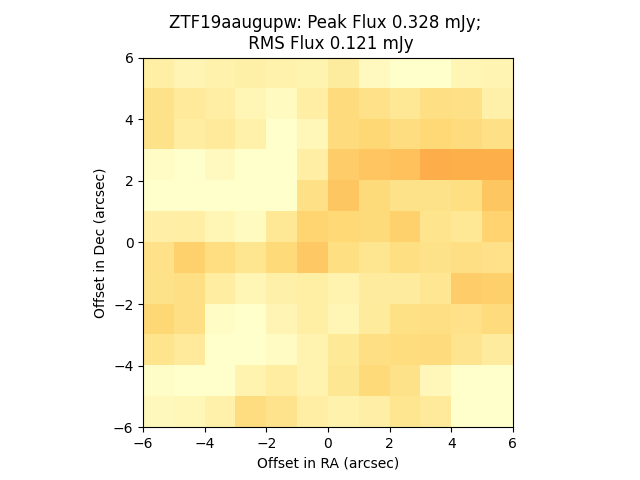 ZTF19aaugupw: Peak Flux 0.328 mJy;
RMS Flux 0.121 mJy
6
4
2
0
−2
−4
−6
Offset in Dec (arcsec)
−6 −4 −2 0 2 4 6
Offset in RA (arcsec)